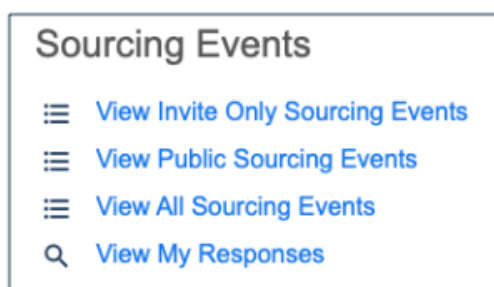 Sourcing Events
View Invite Only Sourcing Events
View Public Sourcing Events
View All Sourcing Events
View My Responses